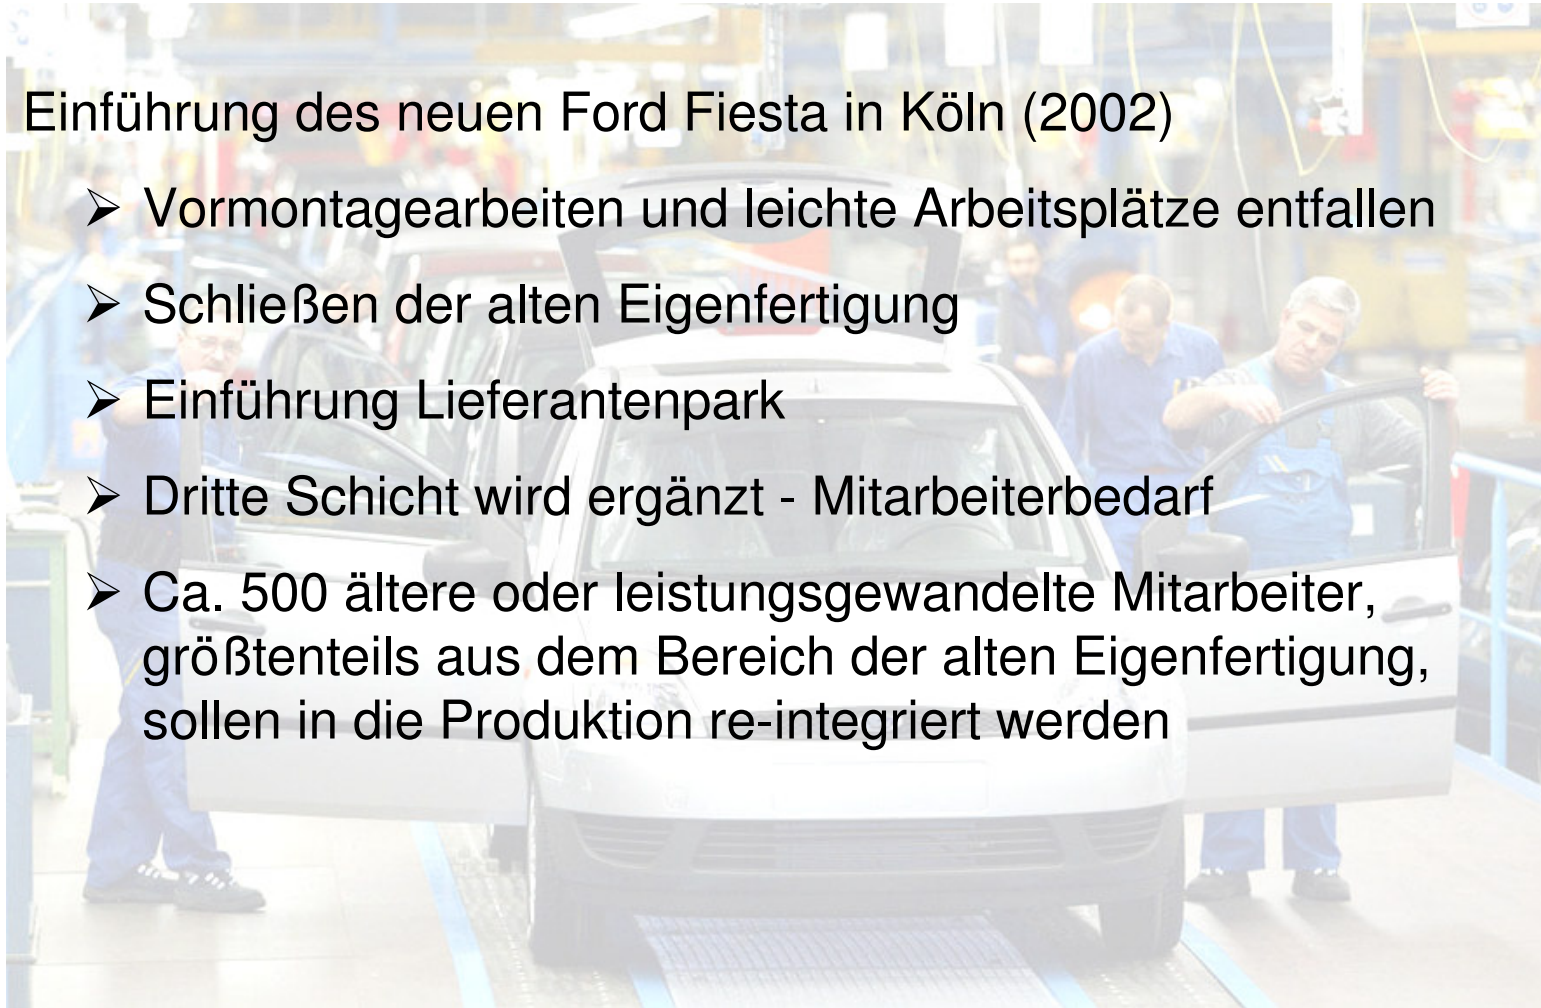 Einführung des neuen Ford Fiesta in Köln (2002)
➢ Vormontagearbeiten und leichte Arbeitsplätze entfallen
➢ Schließen der alten Eigenfertigung
➢ Einführung Lieferantenpark
➢ Dritte Schicht wird ergänzt - Mitarbeiterbedarf
➢ Ca. 500 ältere oder leistungsgewandelte Mitarbeiter,
größtenteils aus dem Bereich der alten Eigenfertigung,
sollen in die Produktion re-integriert werden